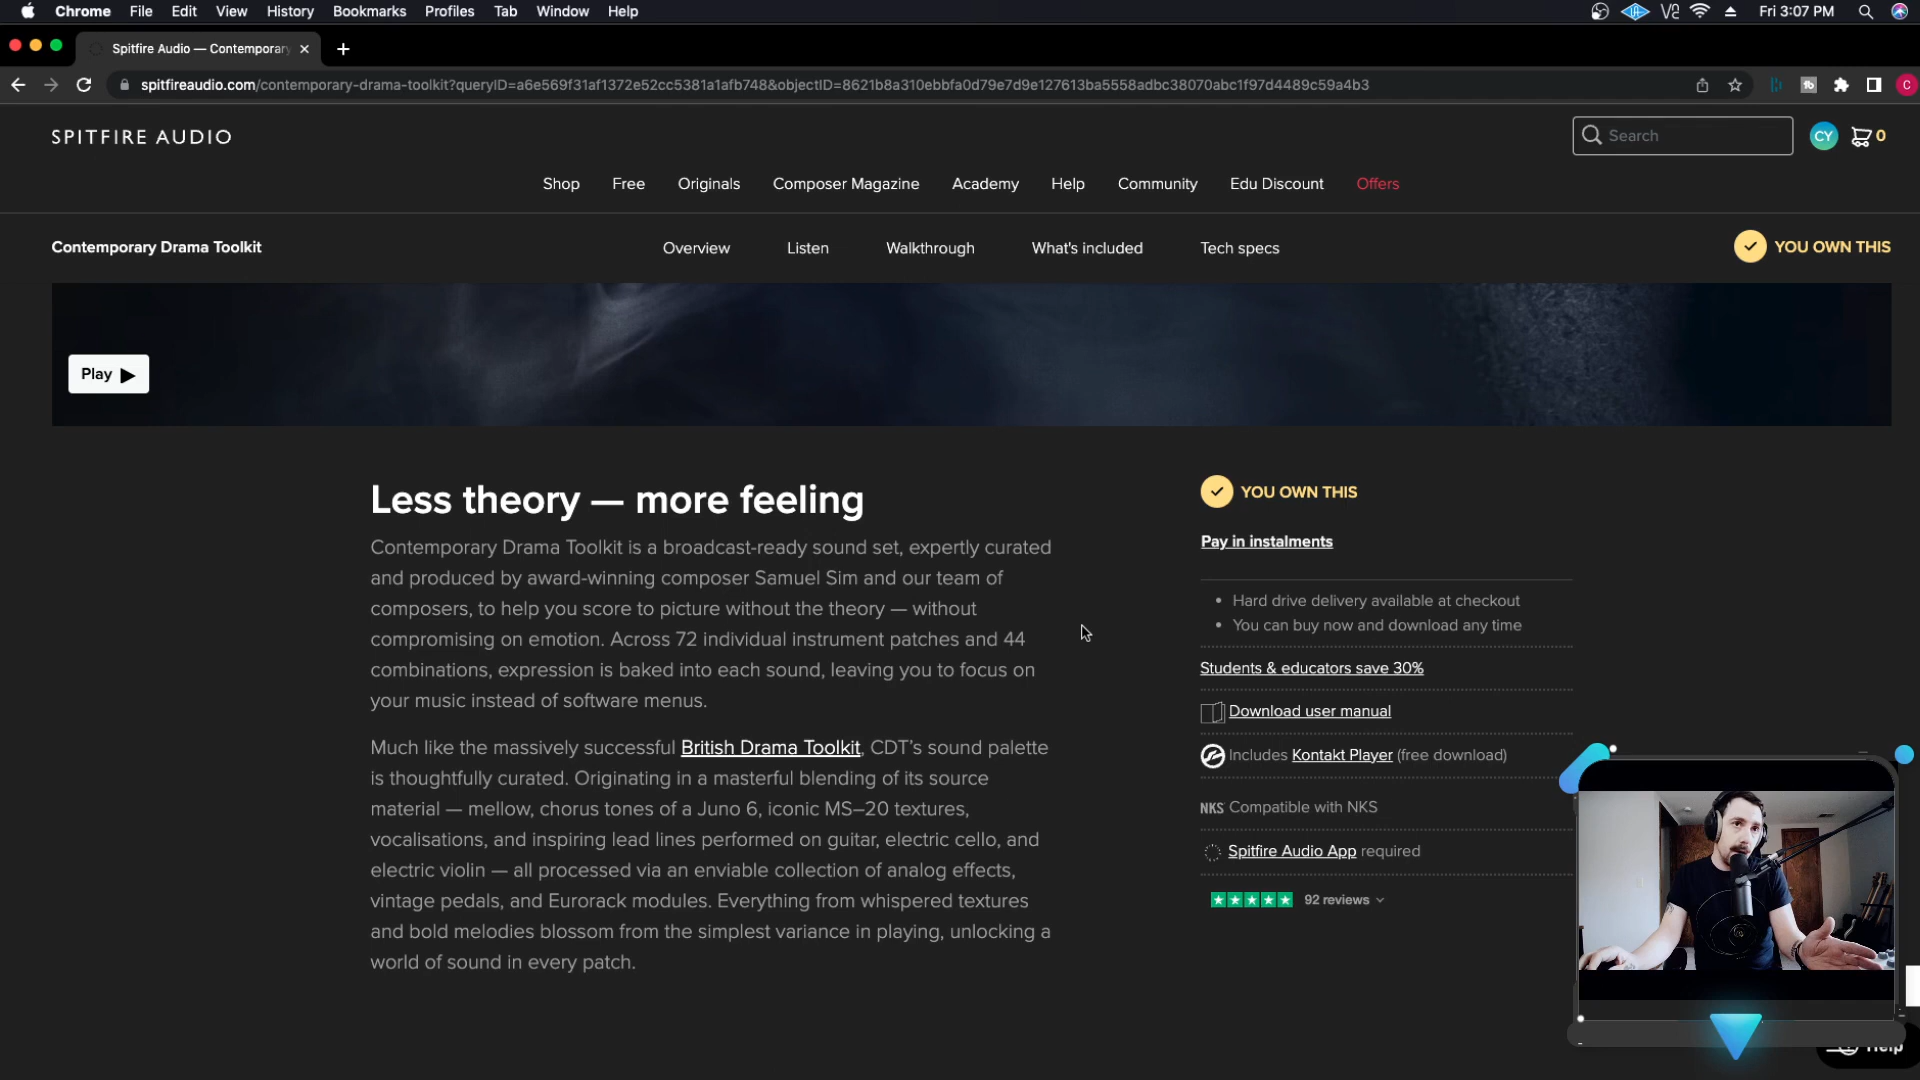 Chrome File Edit View History Bookmarks Profiles Tab Window Help Fri 3:07 PM
Spitfire Audio — Contemporary
spitfireaudio.com/contemporary-drama-toolkit?queryID=a6e569f31af1372e52cc5381a1afb748&objectID=8621b8a310ebbfa0d79e7d9e127613ba5558adbc38070abc1f97d4489c59a4b3
C
SPITFIRE AUDIO
Search
CY
0
Shop Free Originals Composer Magazine Academy Help Community Edu Discount Offers
Contemporary Drama Toolkit
Overview Listen Walkthrough What's included Tech specs
YOU OWN THIS
Play
Less theory — more feeling
Contemporary Drama Toolkit is a broadcast-ready sound set, expertly curated
and produced by award-winning composer Samuel Sim and our team of
composers, to help you score to picture without the theory — without
compromising on emotion. Across 72 individual instrument patches and 44
combinations, expression is baked into each sound, leaving you to focus on
your music instead of software menus.
Much like the massively successful British Drama Toolkit, CDT's sound palette
is thoughtfully curated. Originating in a masterful blending of its source
material — mellow, chorus tones of a Juno 6, iconic MS–20 textures,
vocalisations, and inspiring lead lines performed on guitar, electric cello, and
electric violin — all processed via an enviable collection of analog effects,
vintage pedals, and Eurorack modules. Everything from whispered textures
and bold melodies blossom from the simplest variance in playing, unlocking a
world of sound in every patch.
YOU OWN THIS
Pay in instalments
• Hard drive delivery available at checkout
• You can buy now and download any time
Students & educators save 30%
Download user manual
Includes Kontakt Player (free download)
NKS Compatible with NKS
Spitfire Audio App required
92 reviews
Help